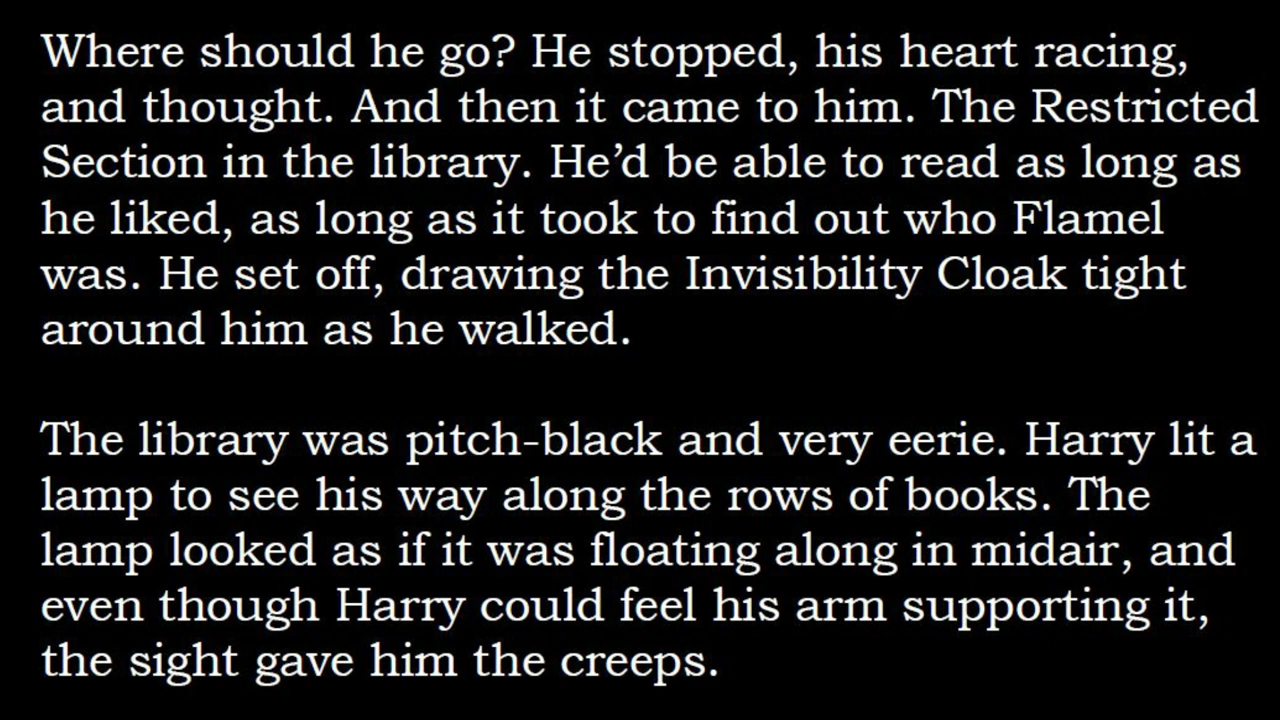 Where should he go? He stopped, his heart racing,
and thought. And then it came to him. The Restricted
Section in the library. He’d be able to read as long as
he liked, as long as it took to find out who Flamel
was. He set off, drawing the Invisibility Cloak tight
around him as he walked.
The library was pitch-black and very eerie. Harry lit a
lamp to see his way along the rows of books. The
lamp looked as if it was floating along in midair, and
even though Harry could feel his arm supporting it,
the sight gave him the creeps.